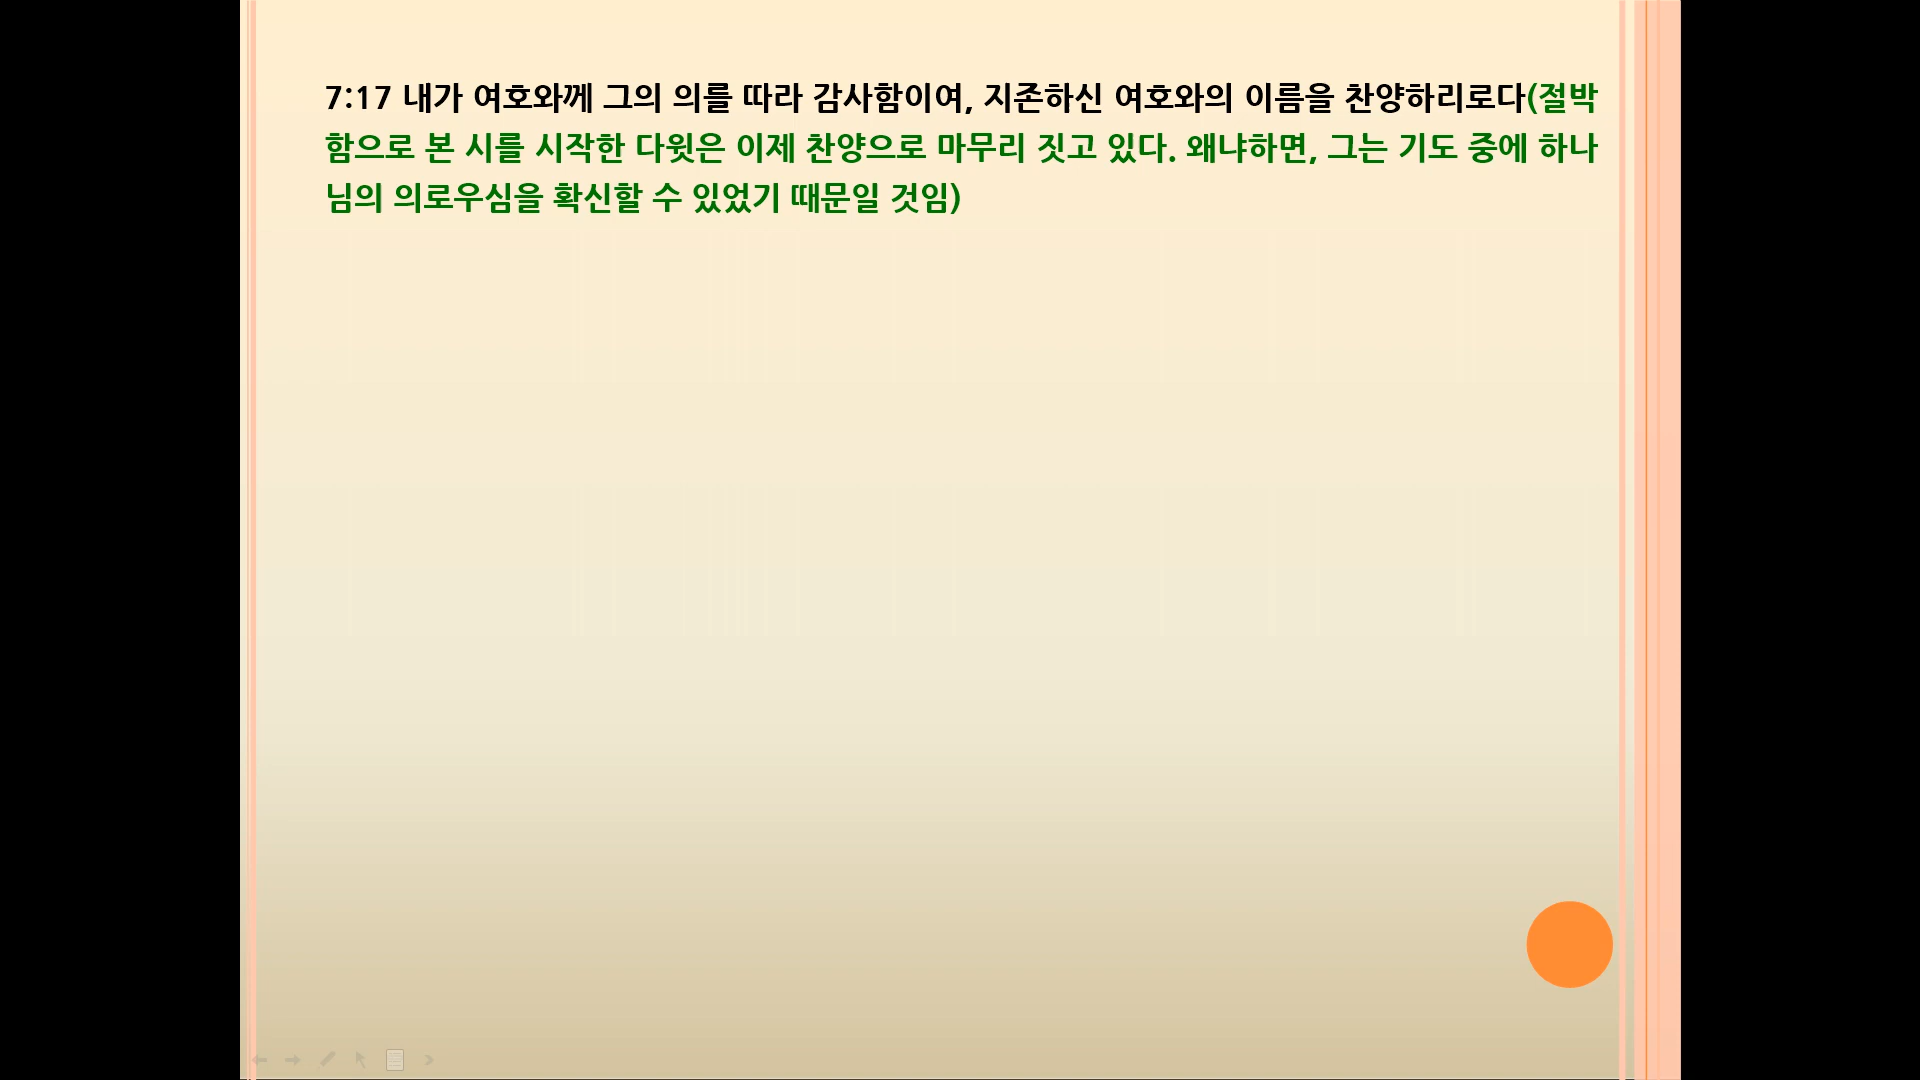 7:17 내가 여호와께 그의 의를 따라 감사함이여, 지존하신 여호와의 이름을 찬양하리로다(절박
함으로 본 시를 시작한 다윗은 이제 찬양으로 마무리 짓고 있다. 왜냐하면, 그는 기도 중에 하나
님의 의로우심을 확신할 수 있었기 때문일 것임)